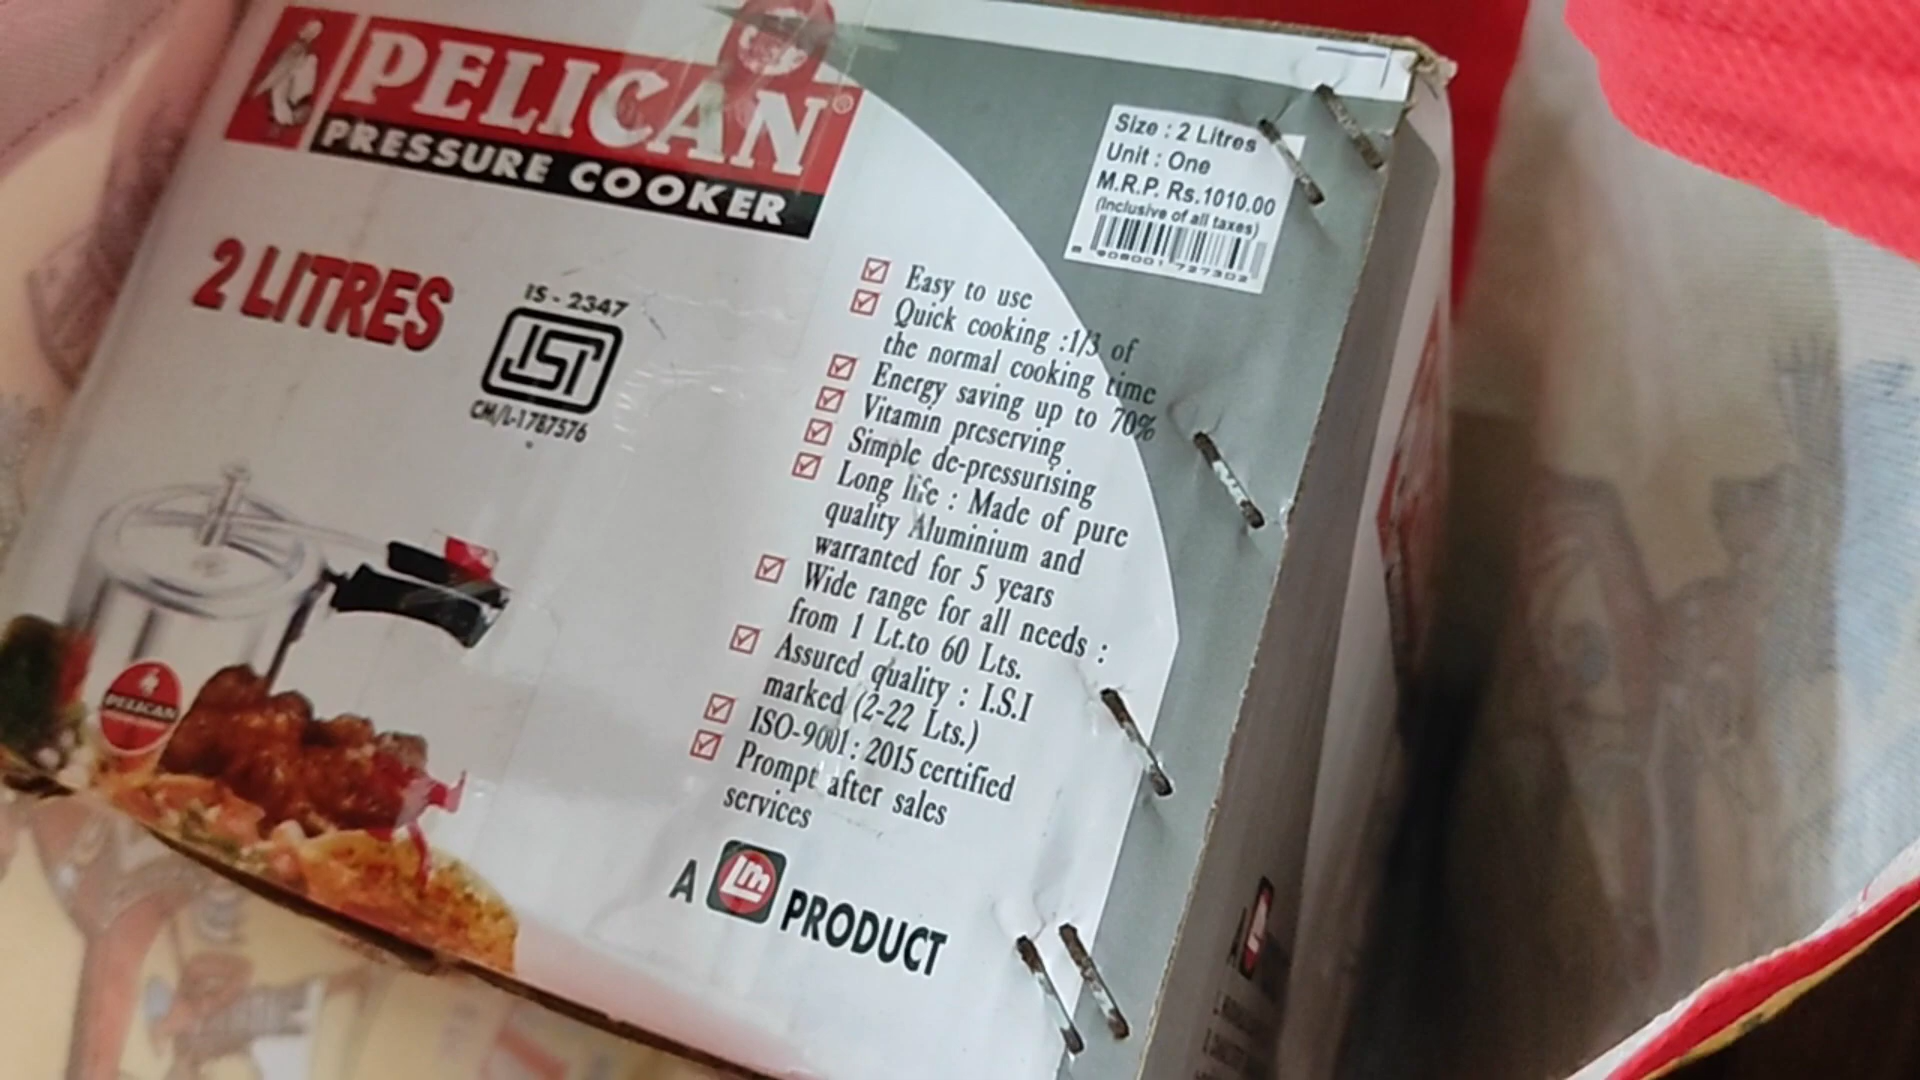 PELICAN®
PRESSURE COOKER
2 LITRES
IS - 2347
ISI
CM/L-1787576
Size : 2 Litres
Unit : One
M.R.P. Rs.1010.00
(Inclusive of all taxes)
Easy to use
Quick cooking :1/3 of
the normal cooking time
Energy saving up to 70%
Vitamin preserving
Simple de-pressurising
Long life : Made of pure
quality Aluminium and
warranted for 5 years
Wide range for all needs :
from 1 Lt.to 60 Lts.
Assured quality : I.S.I
marked (2-22 Lts.)
ISO-9001: 2015 certified
Prompt after sales
services
PELICAN
A Lm PRODUCT